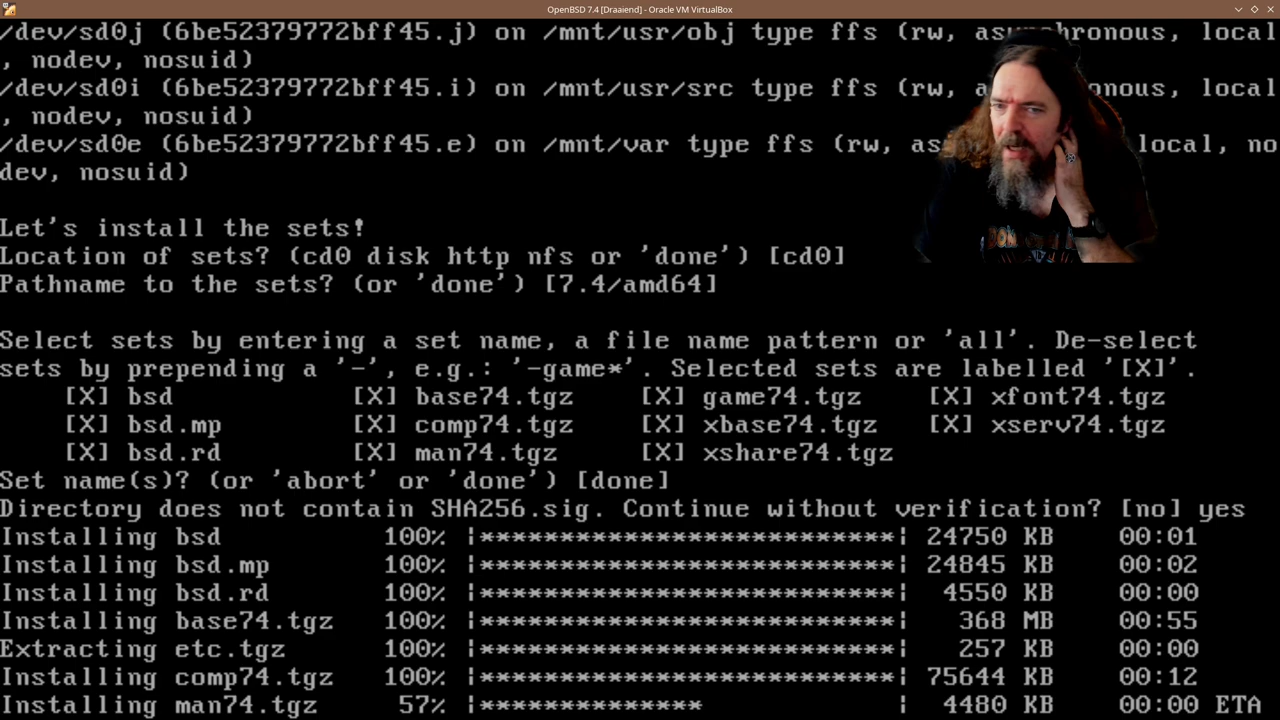 OpenBSD 7.4 [Draaiend] - Oracle VM VirtualBox
/dev/sd0j (6be52379772bff45.j) on /mnt/usr/obj type ffs (rw, asynchronous, local
, nodev, nosuid)
/dev/sd0i (6be52379772bff45.i) on /mnt/usr/src type ffs (rw, local
, nodev, nosuid)
/dev/sd0e (6be52379772bff45.e) on /mnt/var type ffs (rw, local, no
dev, nosuid)
Let's install the sets!
Location of sets? (cd0 disk http nfs or 'done') [cd0]
Pathname to the sets? (or 'done') [7.4/amd64]
Select sets by entering a set name, a file name pattern or 'all'. De-select
sets by prepending a '-', e.g.: '-game*'. Selected sets are labelled '[X]'.
[X] bsd [X] base74.tgz [X] game74.tgz [X] xfont74.tgz
[X] bsd.mp [X] comp74.tgz [X] xbase74.tgz [X] xserv74.tgz
[X] bsd.rd [X] man74.tgz [X] xshare74.tgz
Set name(s)? (or 'abort' or 'done') [done]
Directory does not contain SHA256.sig. Continue without verification? [no] yes
Installing bsd 100% |**************************| 24750 KB 00:01
Installing bsd.mp 100% |**************************| 24845 KB 00:02
Installing bsd.rd 100% |**************************| 4550 KB 00:00
Installing base74.tgz 100% |**************************| 368 MB 00:55
Extracting etc.tgz 100% |**************************| 257 KB 00:00
Installing comp74.tgz 100% |**************************| 75644 KB 00:12
Installing man74.tgz 57% |************** | 4480 KB 00:00 ETA